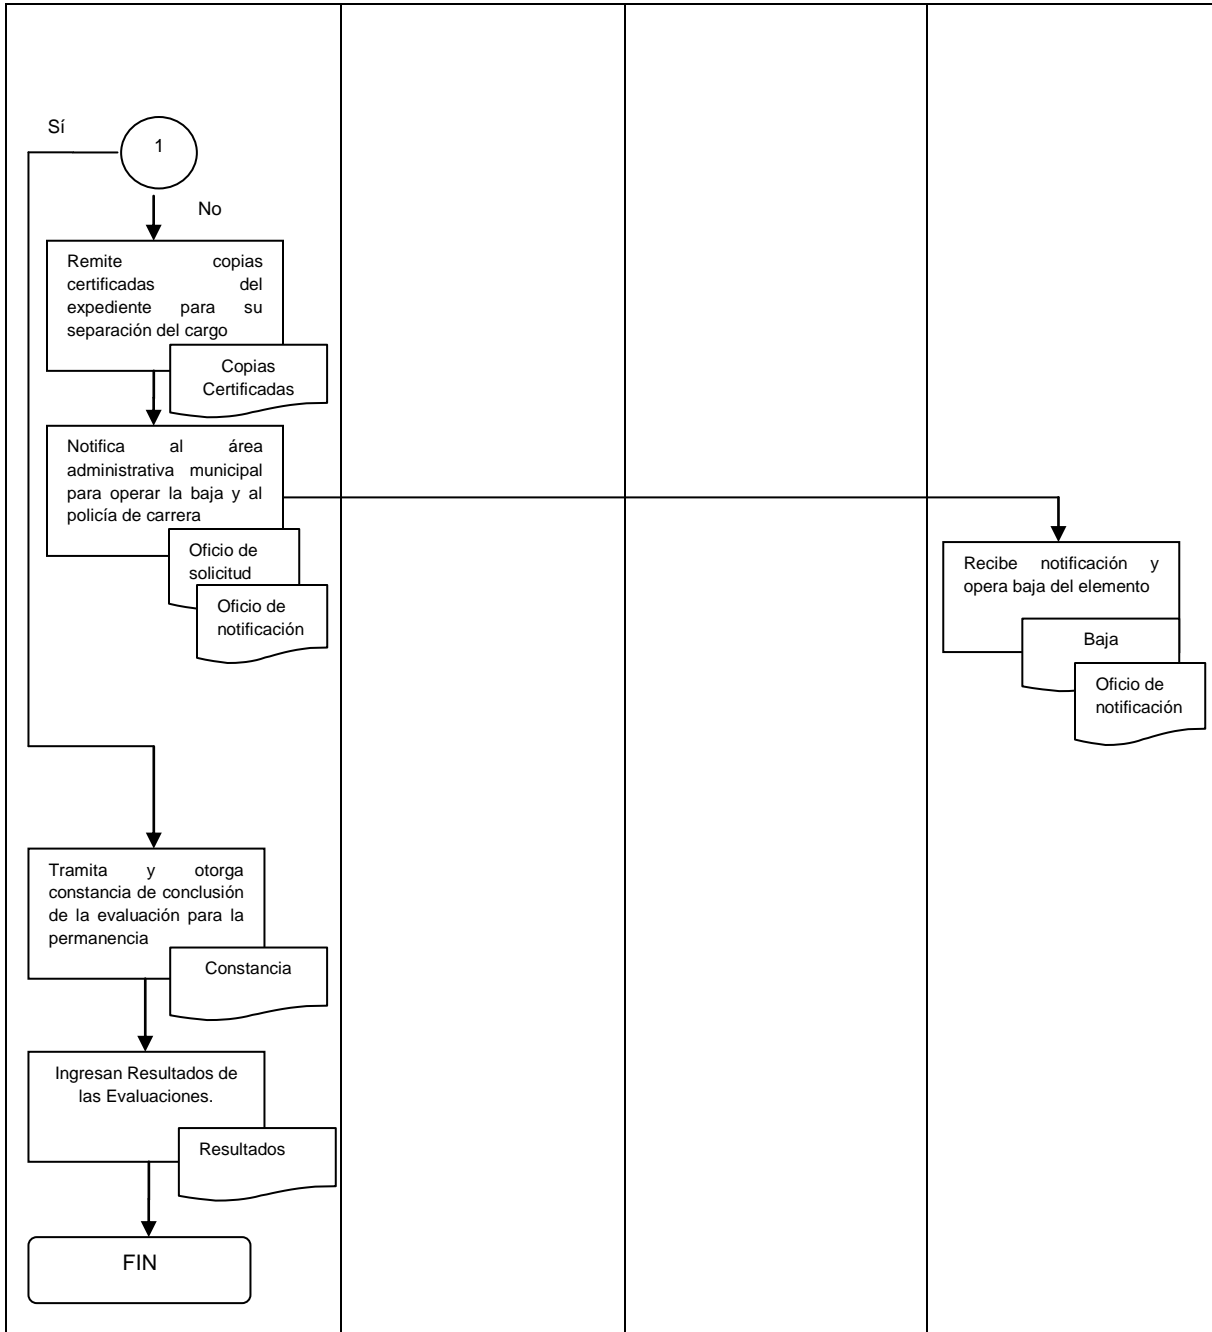 Sí
1
No
Remite copias
certificadas del
expediente para su
separación del cargo
Copias
Certificadas
Notifica al área
administrativa municipal
para operar la baja y al
policía de carrera
Oficio de
solicitud
Oficio de
notificación
Recibe notificación y
opera baja del elemento
Baja
Oficio de
notificación
Tramita y otorga
constancia de conclusión
de la evaluación para la
permanencia
Constancia
Ingresan Resultados de
las Evaluaciones.
Resultados
FIN